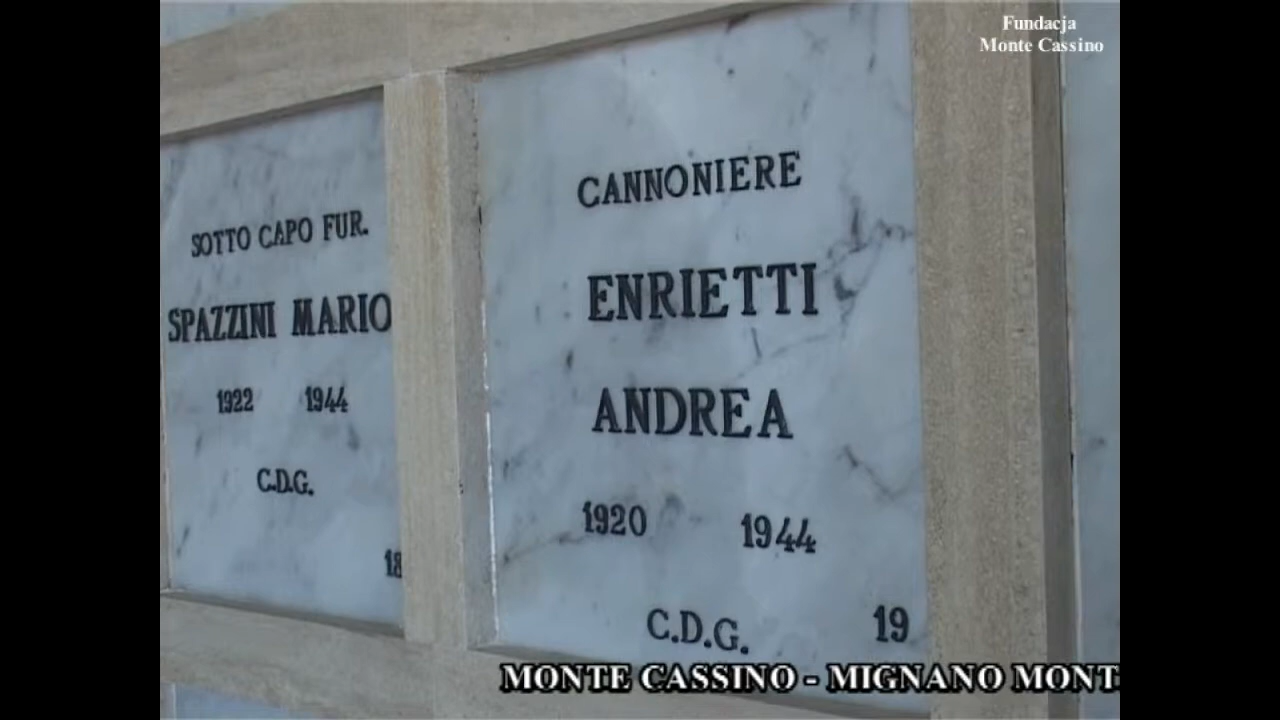 Fundacja
Monte Cassino
SOTTO CAPO FUR.
SPAZZINI MARIO
1922 1944
C.D.G.
18
CANNONIERE
ENRIETTI
ANDREA
1920 1944
C.D.G.
19
MONTE CASSINO - MIGNANO MONT